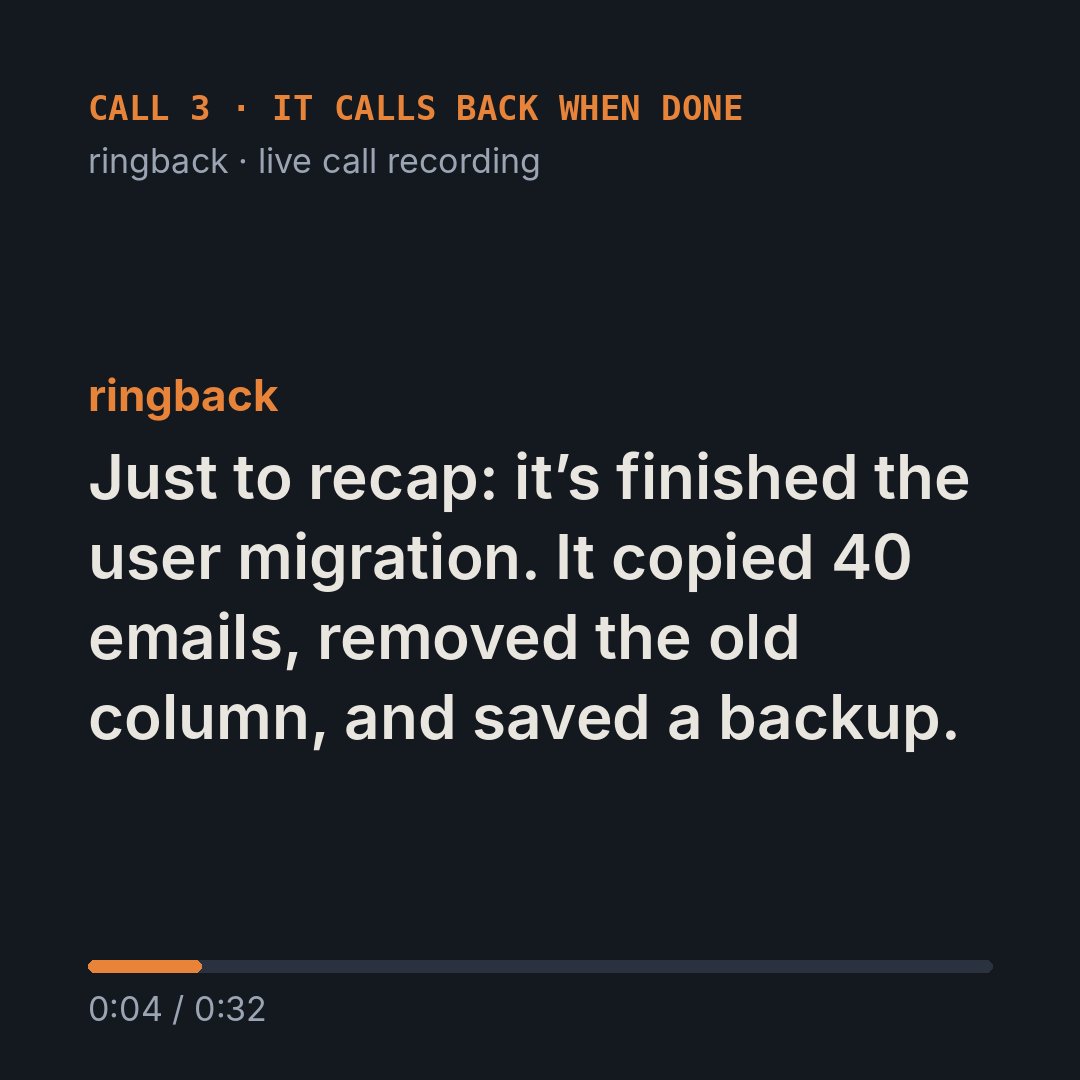 CALL 3 · IT CALLS BACK WHEN DONE
ringback · live call recording
ringback
Just to recap: it’s finished the
user migration. It copied 40
emails, removed the old
column, and saved a backup.
0:04 / 0:32